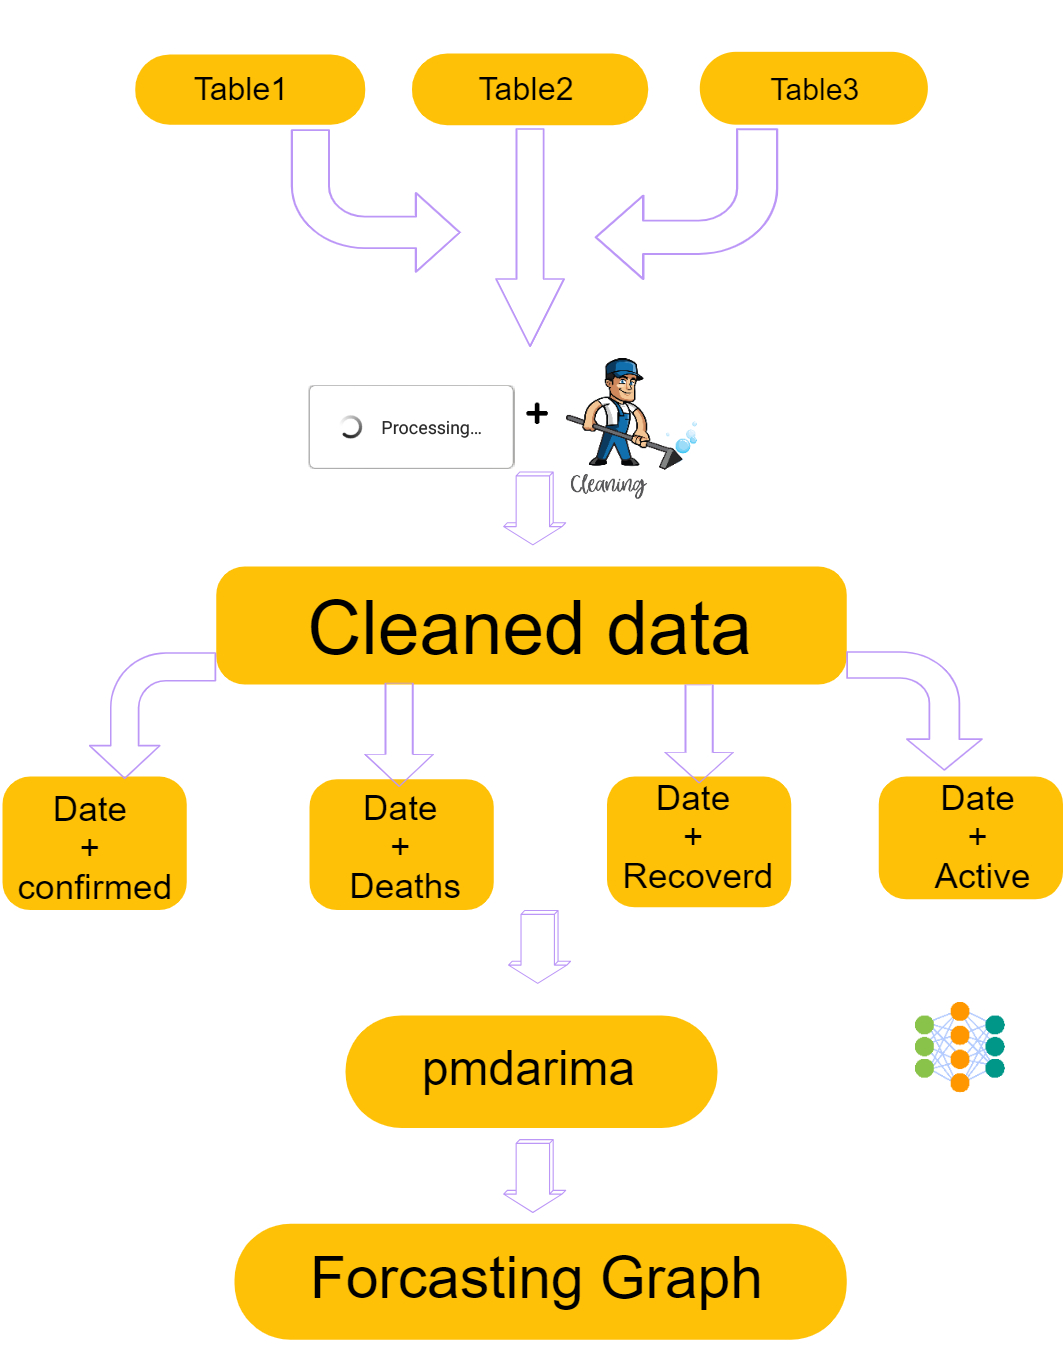 Table1
Table2
Table3
Processing...
+
Cleaning
Cleaned data
Date
+
confirmed
Date
+
Deaths
Date
+
Recoverd
Date
+
Active
pmdarima
Forcasting Graph